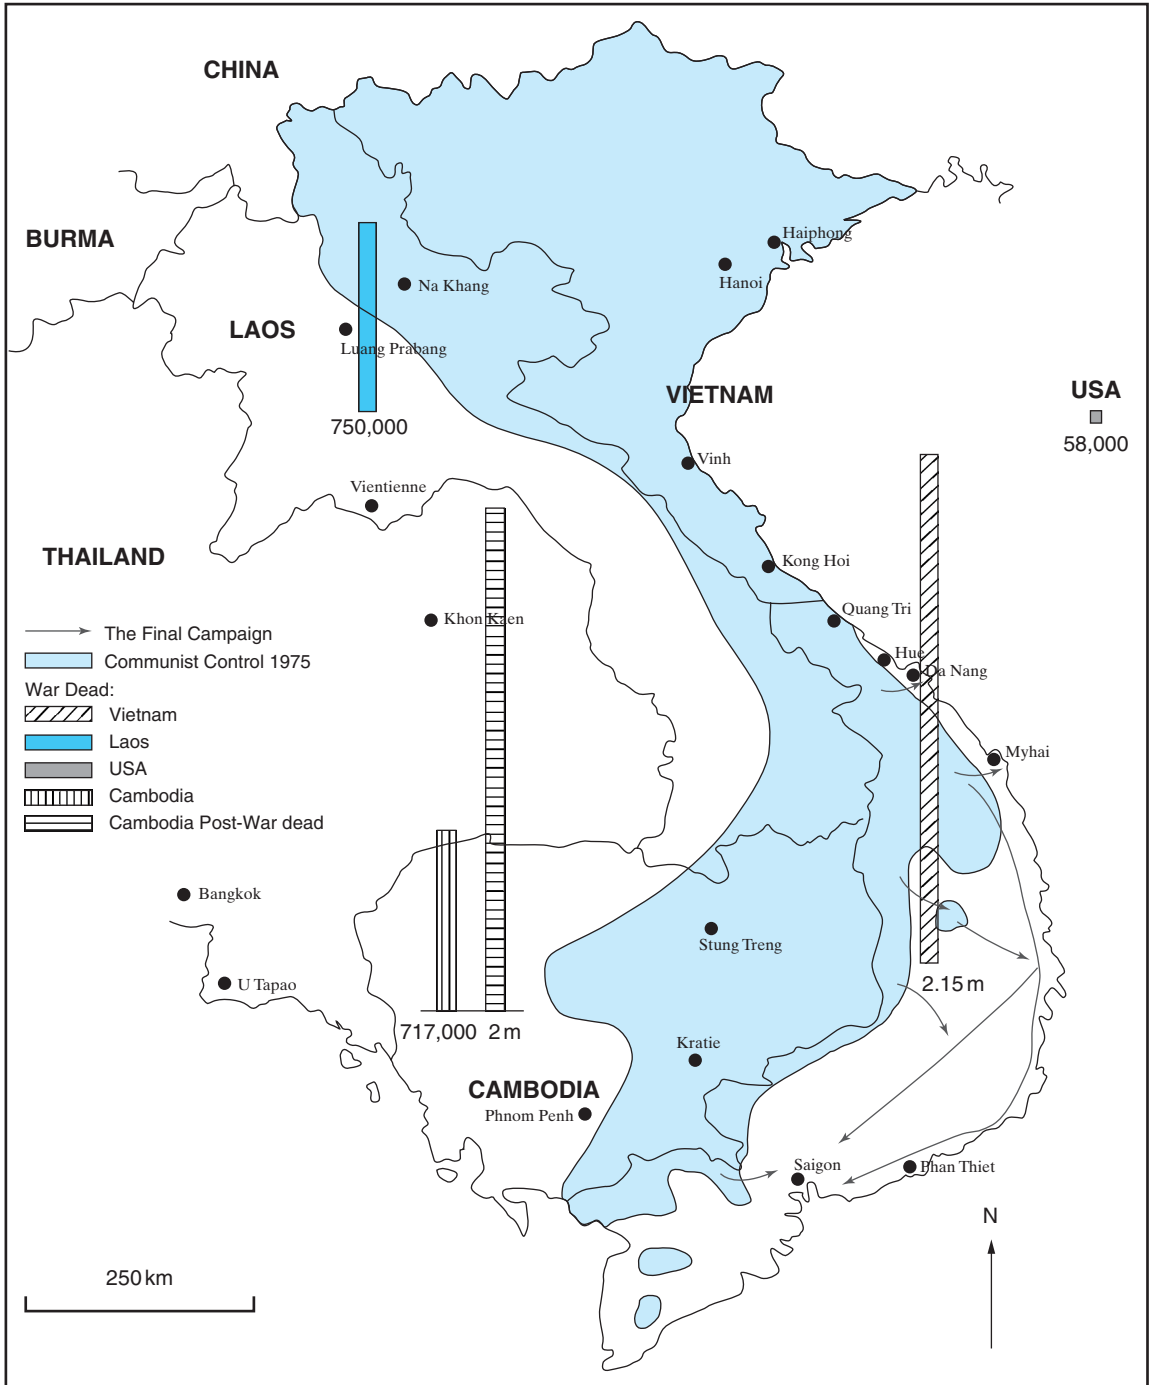 CHINA
BURMA
Haiphong
Hanoi
Na Khang
LAOS
Luang Prabang
VIETNAM
USA
58,000
750,000
Vinh
Vientienne
THAILAND
Kong Hoi
Khon Kaen
Quang Tri
Hue
Da Nang
The Final Campaign
Communist Control 1975
War Dead:
Vietnam
Laos
USA
Cambodia
Cambodia Post-War dead
Myhai
Bangkok
Stung Treng
U Tapao
2.15 m
717,000 2 m
Kratie
CAMBODIA
Phnom Penh
Saigon
Phan Thiet
N
250 km